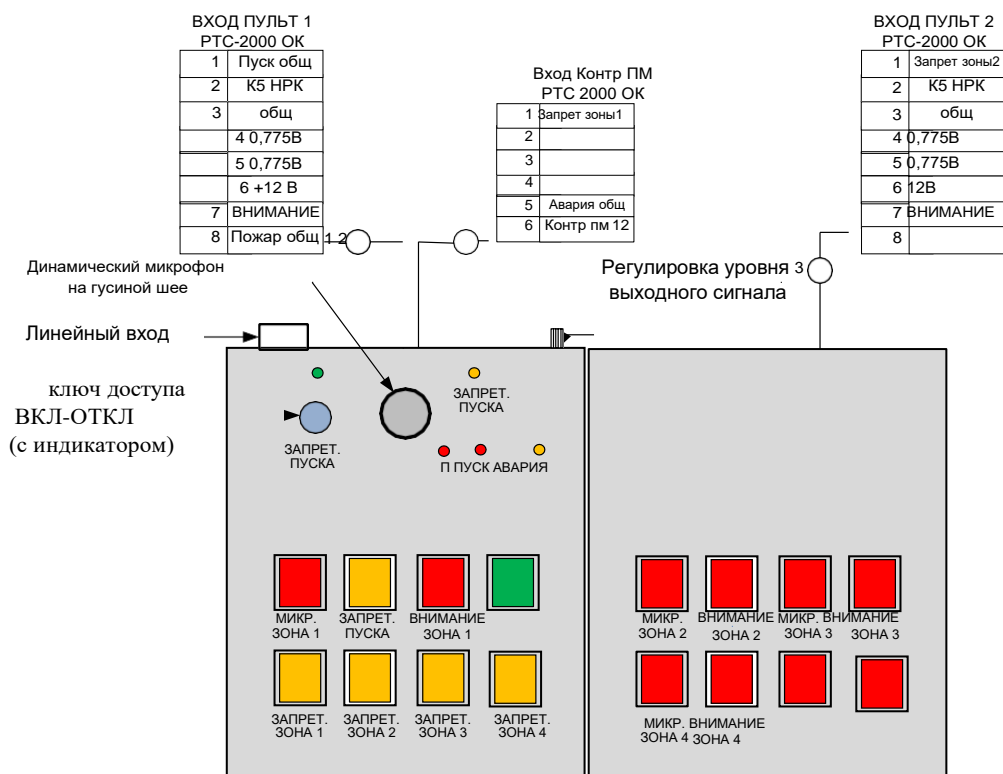 ВХОД ПУЛЬТ 1
РТС-2000 ОК
1 Пуск общ
2 К5 НРК
3 общ
4 0,775В
5 0,775В
6 +12 В
7 ВНИМАНИЕ
8 Пожар общ 1 2
Вход Контр ПМ
РТС 2000 ОК
1 Запрет зоны1
2
3
4
5 Авария общ
6 Контр пм 12
ВХОД ПУЛЬТ 2
РТС-2000 ОК
1 Запрет зоны2
2 К5 НРК
3 общ
4 0,775В
5 0,775В
6 12В
7 ВНИМАНИЕ
8
Динамический микрофон
на гусиной шее
Регулировка уровня 3
выходного сигнала
Линейный вход
ключ доступа
ВКЛ-ОТКЛ
(с индикатором)
ЗАПРЕТ.
ПУСКА
ЗАПРЕТ.
ПУСКА
П ПУСК АВАРИЯ
МИКР.
ЗОНА 1
ЗАПРЕТ.
ПУСКА
ВНИМАНИЕ
ЗОНА 1
ЗАПРЕТ.
ЗОНА 1
ЗАПРЕТ.
ЗОНА 2
ЗАПРЕТ.
ЗОНА 3
ЗАПРЕТ.
ЗОНА 4
МИКР.
ЗОНА 2
ВНИМАНИЕ
ЗОНА 2
МИКР.
ЗОНА 3
ВНИМАНИЕ
ЗОНА 3
МИКР.
ЗОНА 4
ВНИМАНИЕ
ЗОНА 4